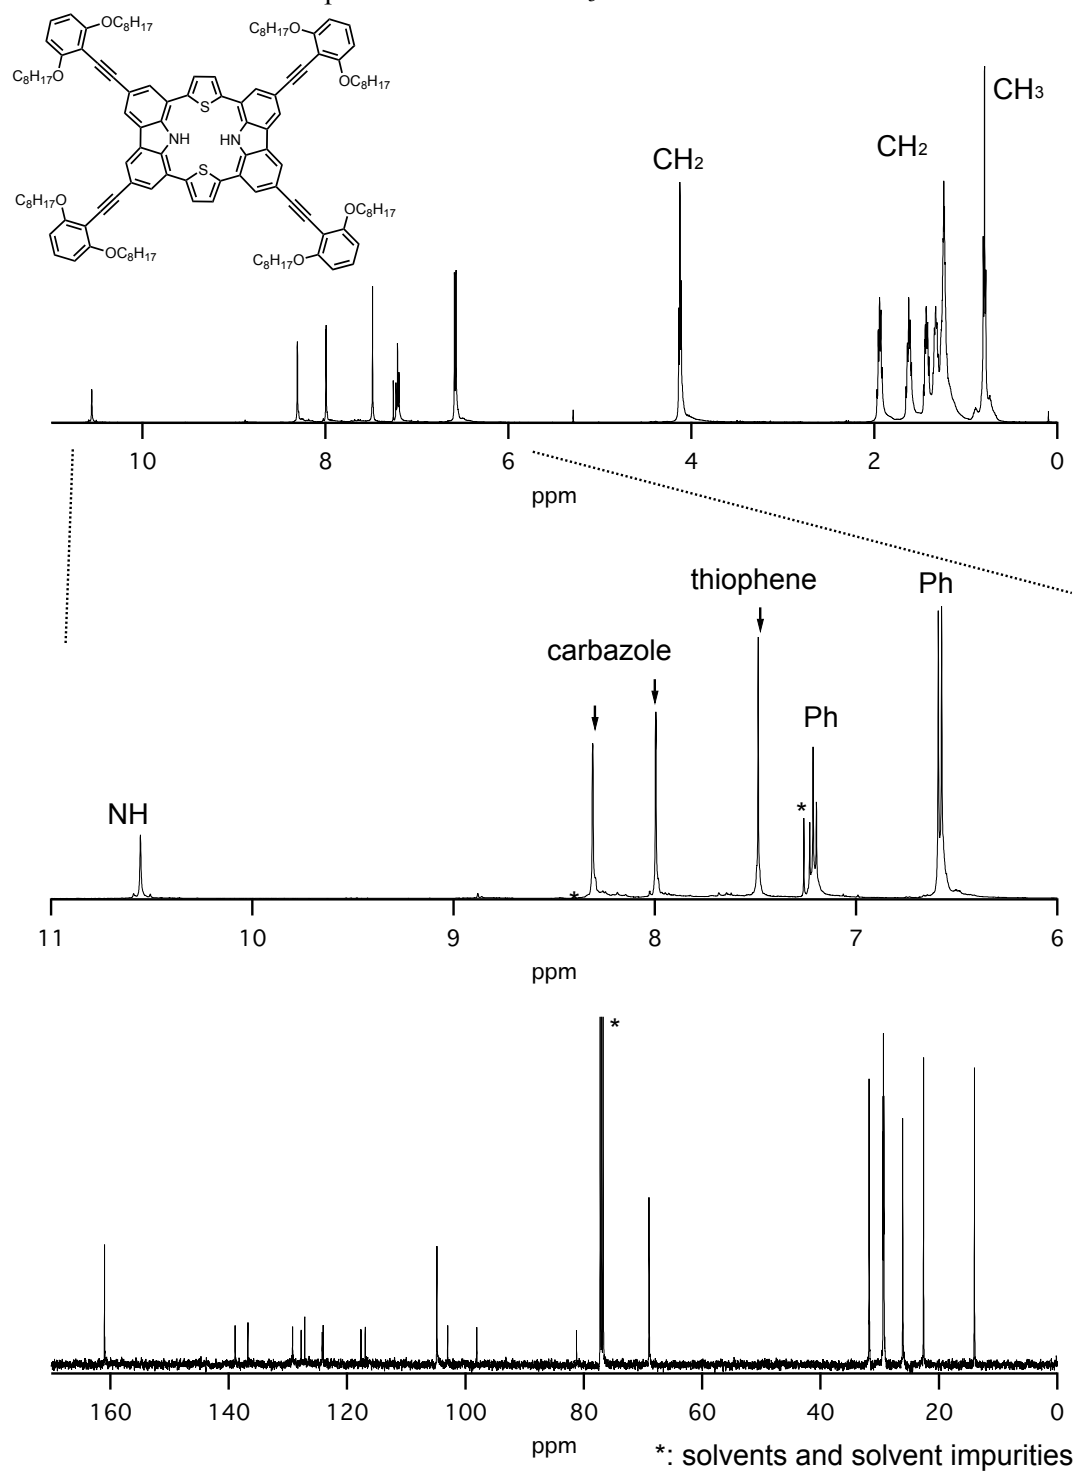 OC8H17
C8H17O
C8H17O
OC8H17
S
NH
HN
S
C8H17O
OC8H17
OC8H17
C8H17O
CH3
CH2
CH2
10 8 6 4 2 0
ppm
thiophene
Ph
carbazole
Ph
*
NH
*
11 10 9 8 7 6
ppm
*
160 140 120 100 80 60 40 20 0
ppm
*: solvents and solvent impurities